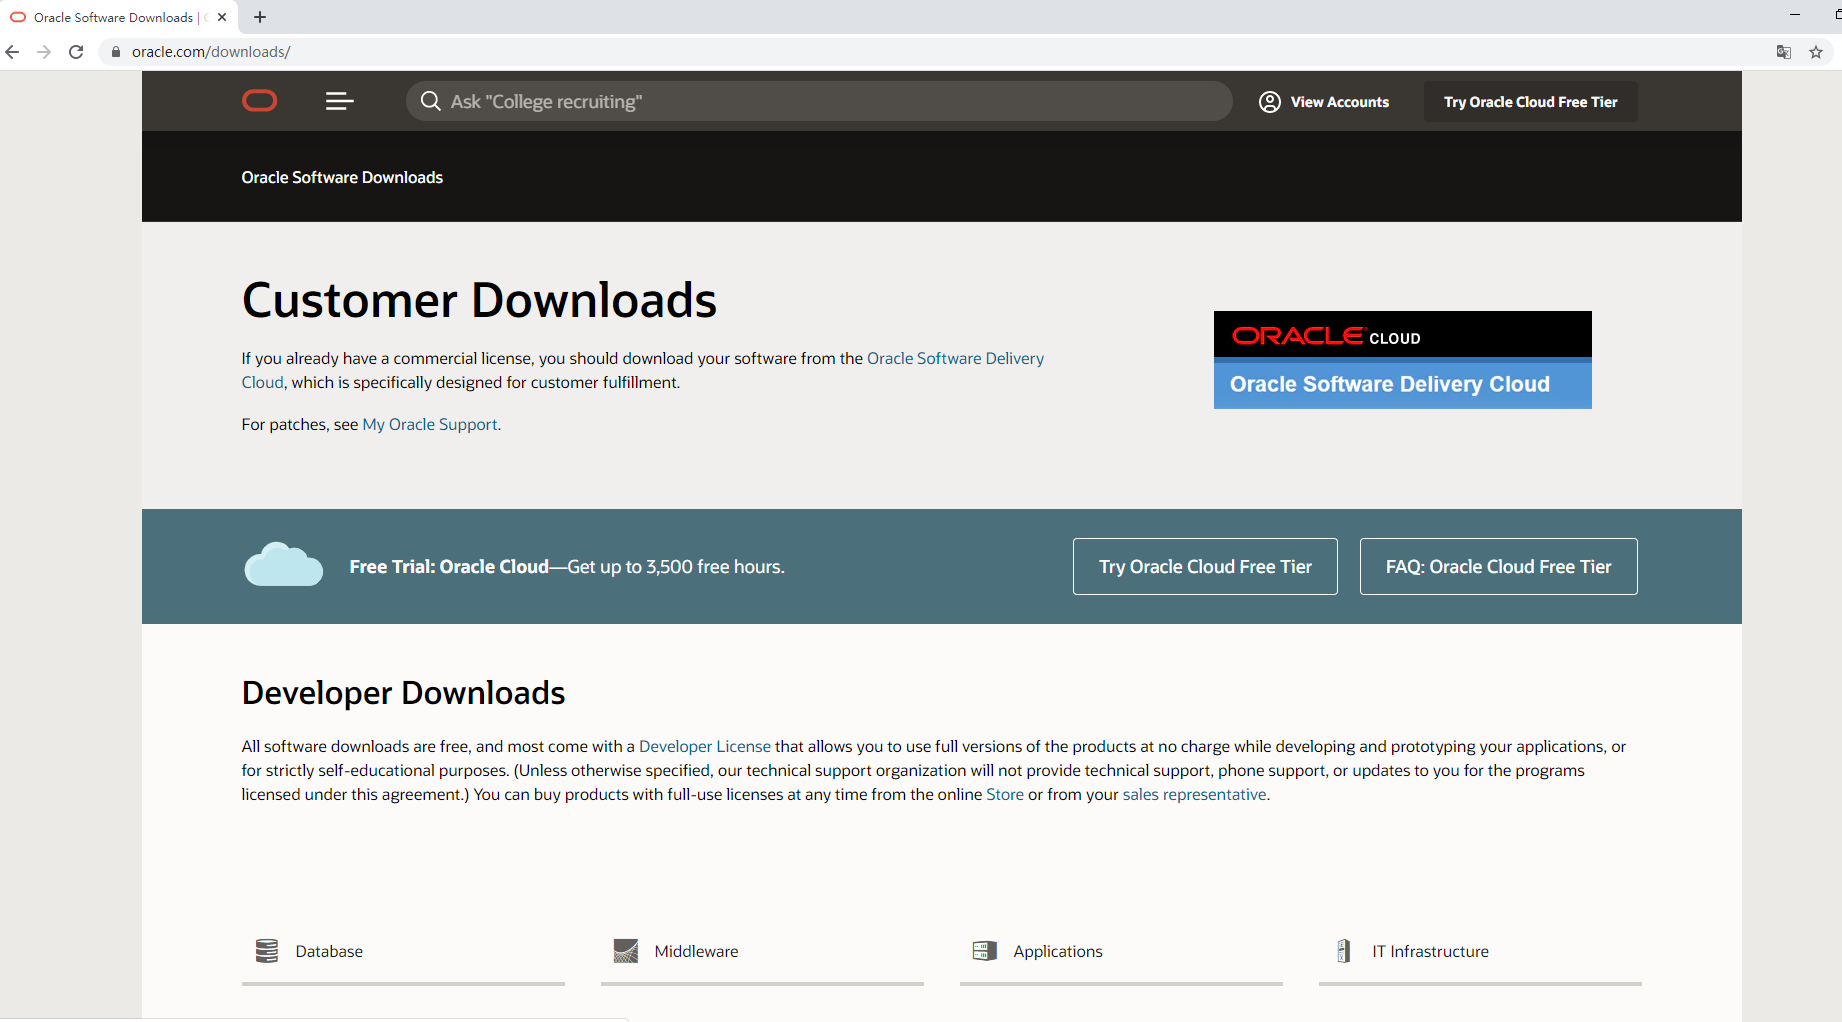 Oracle Software Downloads |
oracle.com/downloads/
Ask "College recruiting"
View Accounts
Try Oracle Cloud Free Tier
Oracle Software Downloads
Customer Downloads
If you already have a commercial license, you should download your software from the Oracle Software Delivery
Cloud, which is specifically designed for customer fulfillment.
For patches, see My Oracle Support.
ORACLE CLOUD
Oracle Software Delivery Cloud
Free Trial: Oracle Cloud—Get up to 3,500 free hours.
Try Oracle Cloud Free Tier
FAQ: Oracle Cloud Free Tier
Developer Downloads
All software downloads are free, and most come with a Developer License that allows you to use full versions of the products at no charge while developing and prototyping your applications, or
for strictly self-educational purposes. (Unless otherwise specified, our technical support organization will not provide technical support, phone support, or updates to you for the programs
licensed under this agreement.) You can buy products with full-use licenses at any time from the online Store or from your sales representative.
Database
Middleware
Applications
IT Infrastructure